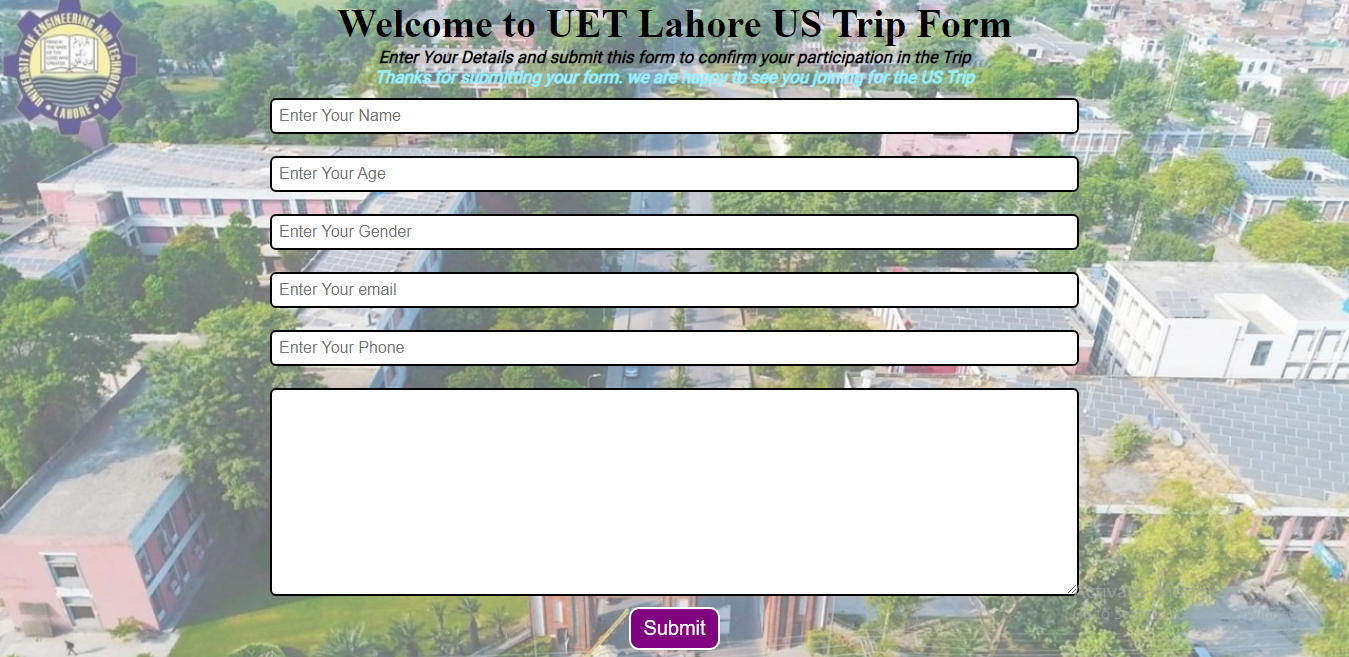 Welcome to UET Lahore US Trip Form
Enter Your Details and submit this form to confirm your participation in the Trip
Thanks for submitting your form. we are happy to see you joining for the US Trip
UNIVERSITY OF ENGINEERING AND TECHNOLOGY
LAHORE
Enter Your Name
Enter Your Age
Enter Your Gender
Enter Your email
Enter Your Phone
Submit